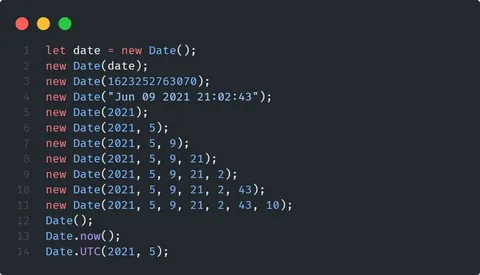 1 let date = new Date();
2 new Date(date);
3 new Date(1623252763070);
4 new Date("Jun 09 2021 21:02:43");
5 new Date(2021);
6 new Date(2021, 5);
7 new Date(2021, 5, 9);
8 new Date(2021, 5, 9, 21);
9 new Date(2021, 5, 9, 21, 2);
10 new Date(2021, 5, 9, 21, 2, 43);
11 new Date(2021, 5, 9, 21, 2, 43, 10);
12 Date();
13 Date.now();
14 Date.UTC(2021, 5);